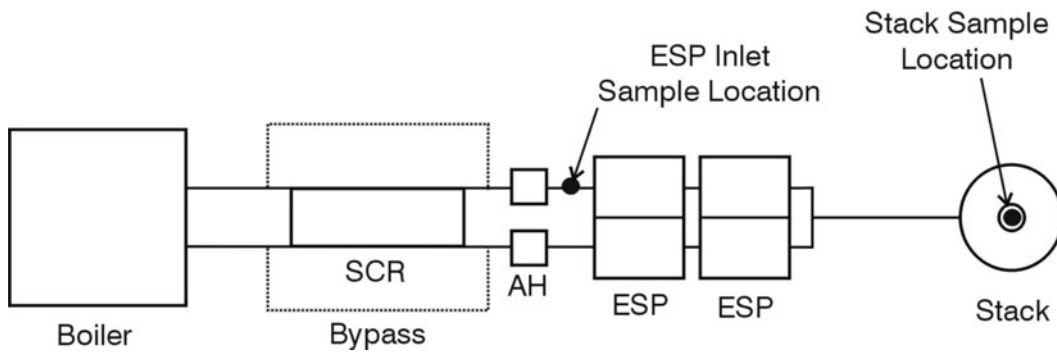 Stack Sample
Location
ESP Inlet
Sample Location
SCR
AH
ESP
ESP
Boiler
Bypass
Stack